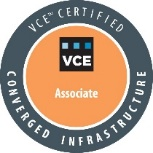 VCE™ CERTIFIED
VCE
Associate
CONVERGED INFRASTRUCTURE